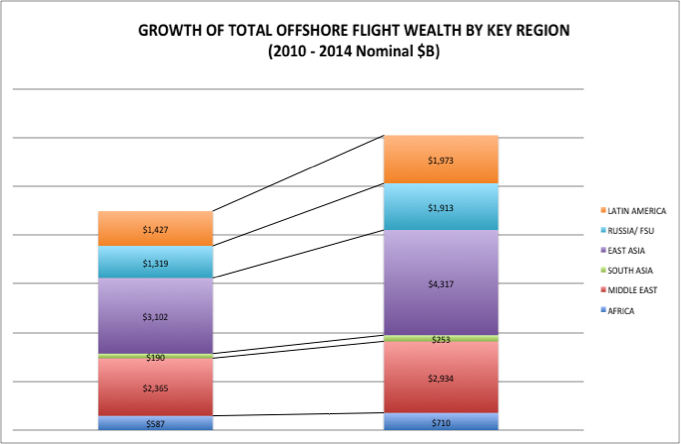 GROWTH OF TOTAL OFFSHORE FLIGHT WEALTH BY KEY REGION
(2010 - 2014 Nominal $B)
$1,973
$1,427
$1,913
$1,319
$4,317
$3,102
$253
$190
$2,934
$2,365
$710
$587
LATIN AMERICA
RUSSIA/ FSU
EAST ASIA
SOUTH ASIA
MIDDLE EAST
AFRICA